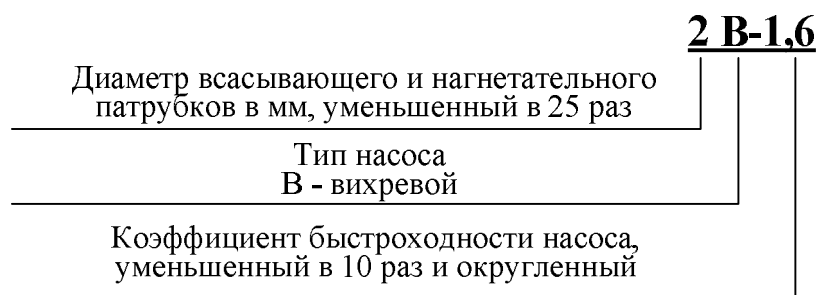 2 В-1,6
Диаметр всасывающего и нагнетательного
патрубков в мм, уменьшенный в 25 раз
Тип насоса
В - вихревой
Коэффициент быстроходности насоса,
уменьшенный в 10 раз и округленный